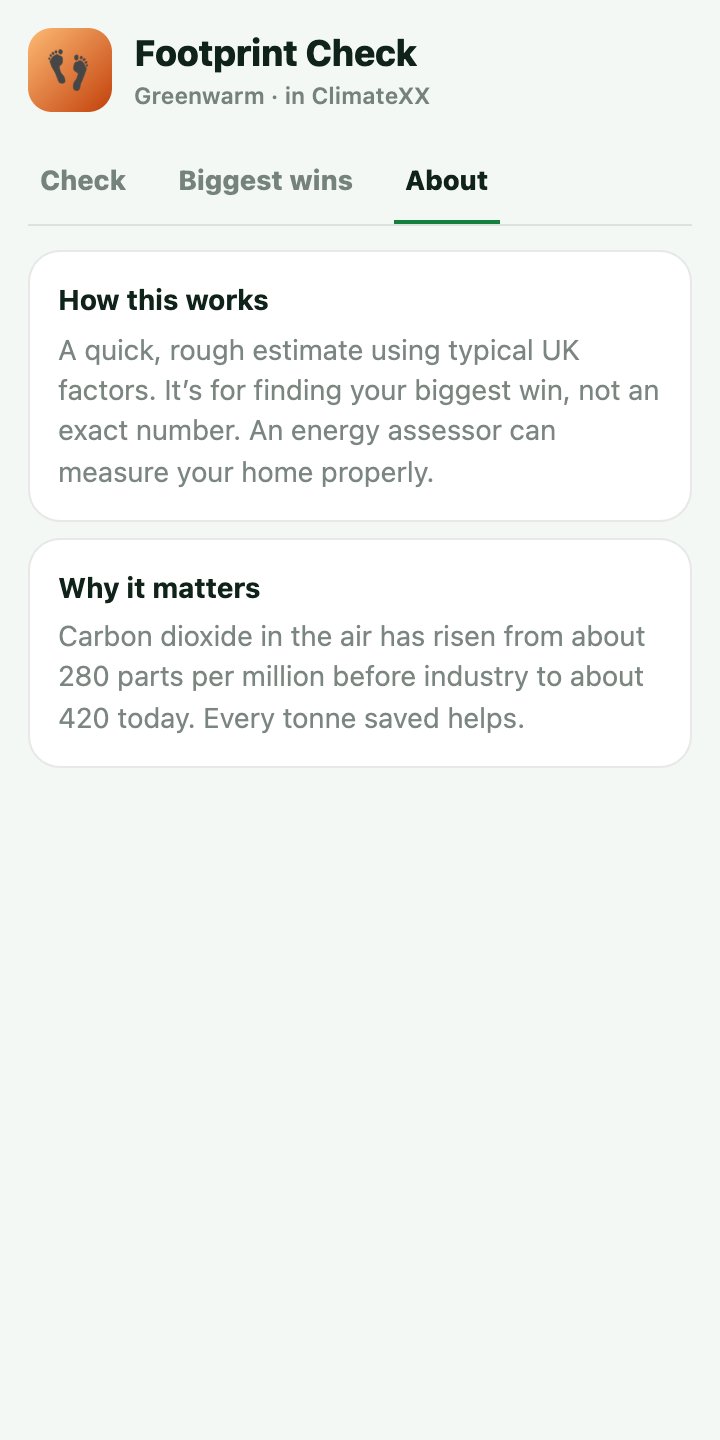 Footprint Check
Greenwarm · in ClimateXX
Check
Biggest wins
About
How this works
A quick, rough estimate using typical UK
factors. It’s for finding your biggest win, not an
exact number. An energy assessor can
measure your home properly.
Why it matters
Carbon dioxide in the air has risen from about
280 parts per million before industry to about
420 today. Every tonne saved helps.